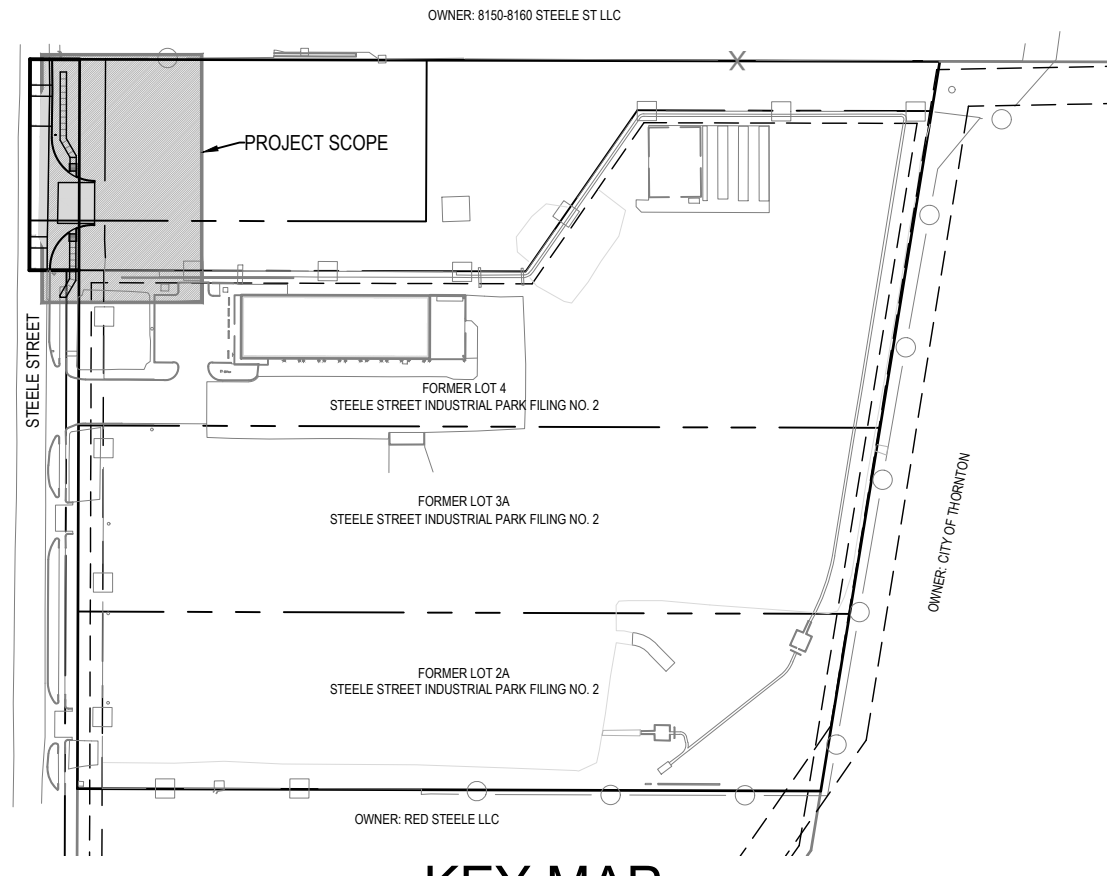 OWNER: 8150-8160 STEELE ST LLC
X
PROJECT SCOPE
STEELE STREET
FORMER LOT 4
STEELE STREET INDUSTRIAL PARK FILING NO. 2
FORMER LOT 3A
STEELE STREET INDUSTRIAL PARK FILING NO. 2
OWNER: CITY OF THORNTON
FORMER LOT 2A
STEELE STREET INDUSTRIAL PARK FILING NO. 2
OWNER: RED STEELE LLC
KEY MAP